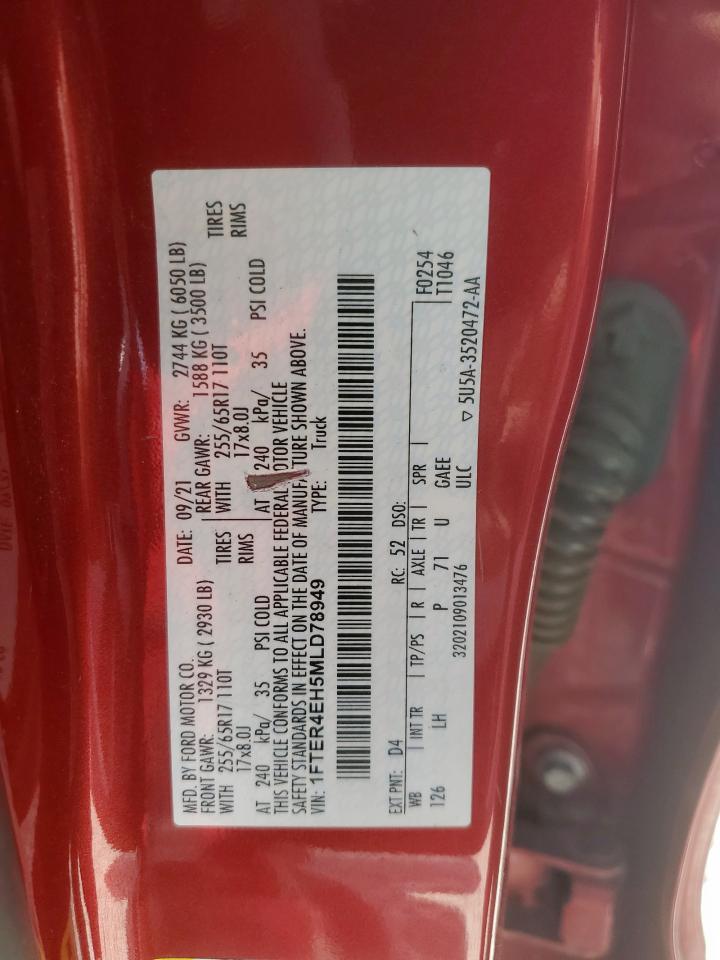 MFD. BY FORD MOTOR CO.
DATE: 09/21 GVWR: 2744 KG ( 6050 LB)
FRONT GAWR: 1329 KG ( 2930 LB) REAR GAWR: 1588 KG ( 3500 LB)
WITH 255/65R17 110T TIRES WITH 255/65R17 110T TIRES
17x8.0J RIMS 17x8.0J RIMS
AT 240 kPa/ 35 PSI COLD AT 240 kPa/ 35 PSI COLD
THIS VEHICLE CONFORMS TO ALL APPLICABLE FEDERAL MOTOR VEHICLE
SAFETY STANDARDS IN EFFECT ON THE DATE OF MANUFACTURE SHOWN ABOVE.
VIN: 1FTER4EH5MLD78949 TYPE: Truck
EXT PNT: D4 RC: 52 DSO: F0254
WB INT TR TP/PS R AXLE TR SPR T1046
126 LH P 71 U GAEE
3202109013476 ULC
▽ 5U5A-3520472-AA